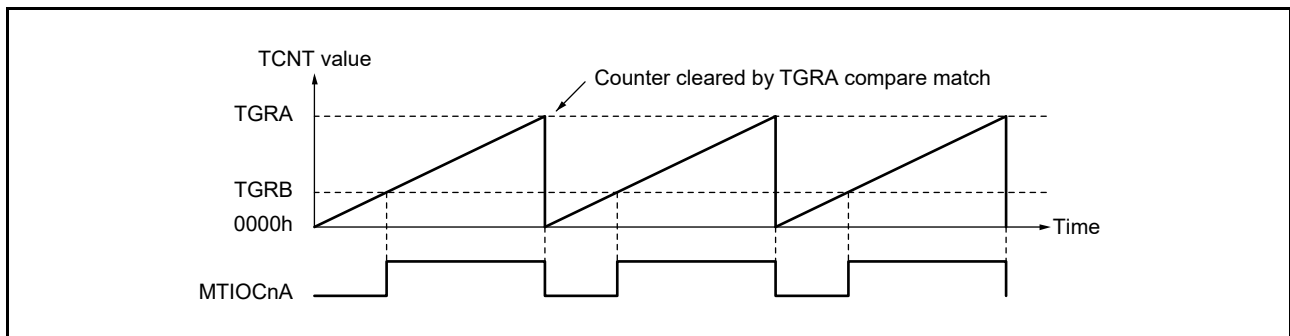 TCNT value
Counter cleared by TGRA compare match
TGRA
TGRB
0000h
Time
MTIOCnA